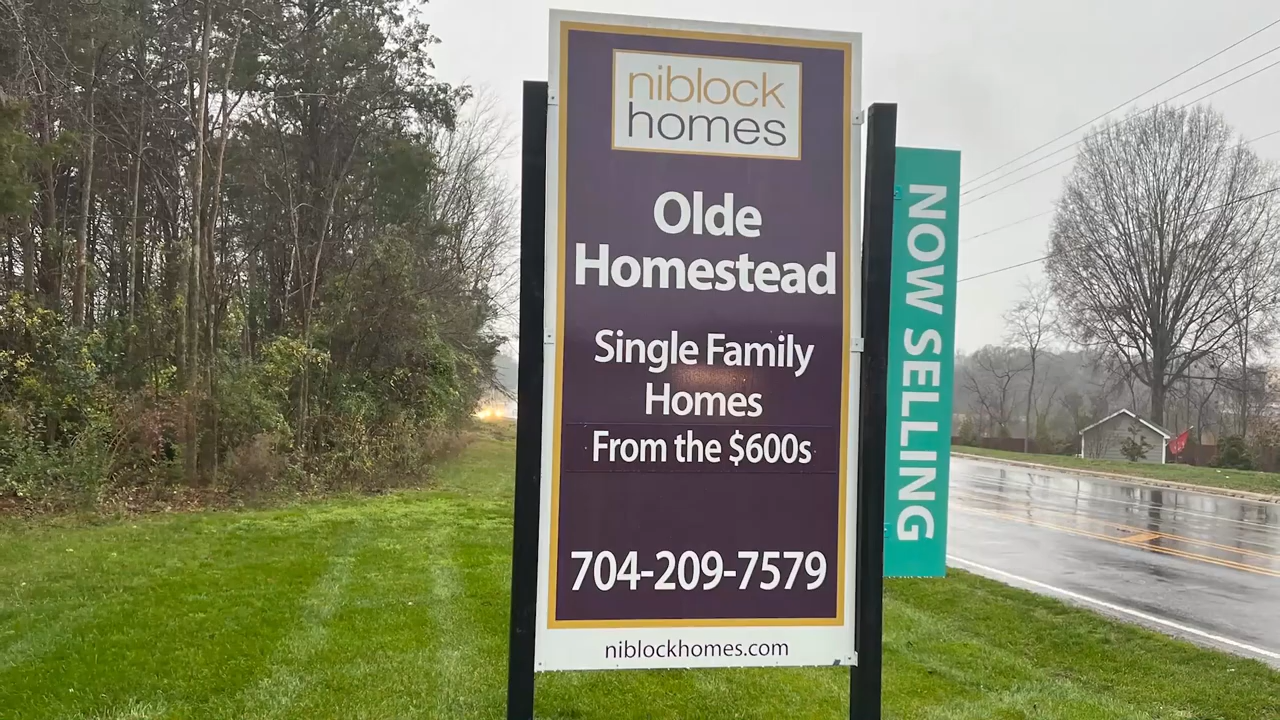 niblock
homes
Olde
Homestead
Single Family
Homes
From the $600s
704-209-7579
niblockhomes.com
NOW SELLING